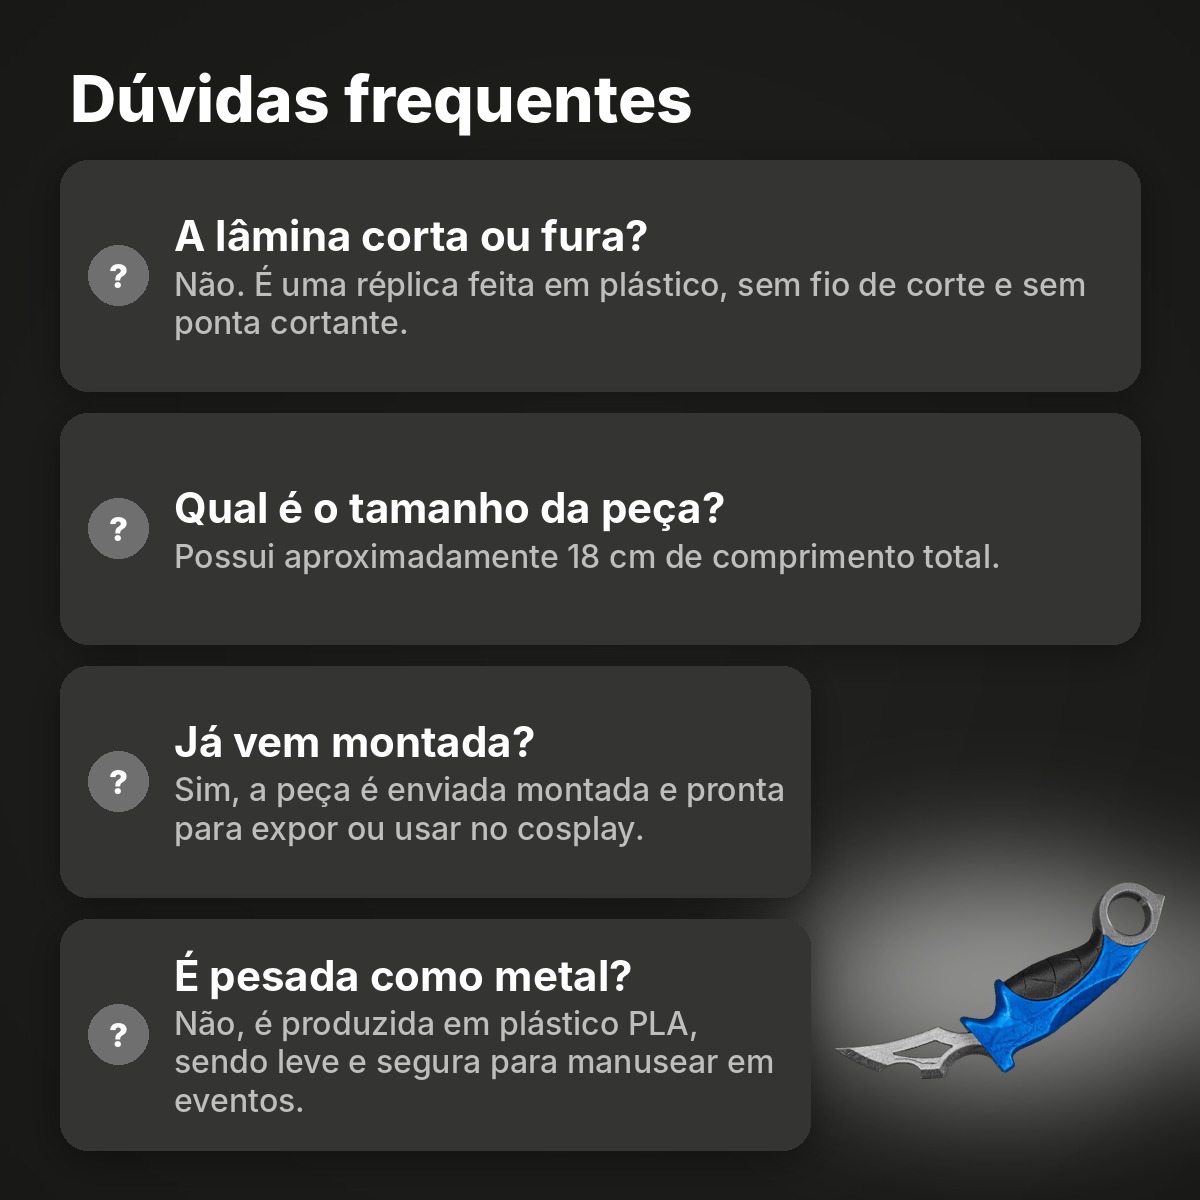 Dúvidas frequentes
?
A lâmina corta ou fura?
Não. É uma réplica feita em plástico, sem fio de corte e sem
ponta cortante.
?
Qual é o tamanho da peça?
Possui aproximadamente 18 cm de comprimento total.
?
Já vem montada?
Sim, a peça é enviada montada e pronta
para expor ou usar no cosplay.
?
É pesada como metal?
Não, é produzida em plástico PLA,
sendo leve e segura para manusear em
eventos.